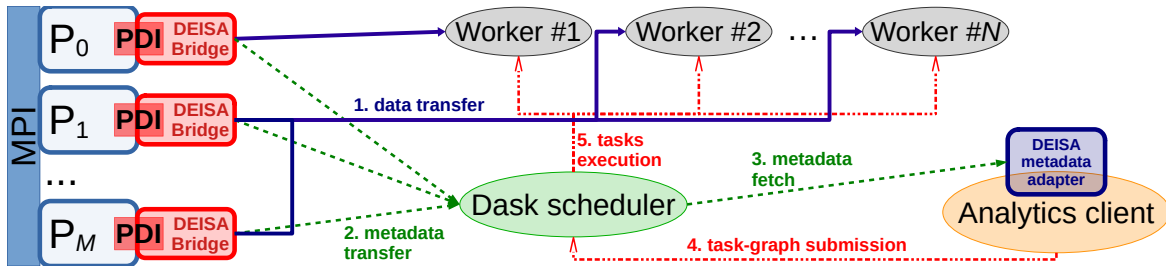 MPI
P0
PDI
DEISA
Bridge
Worker #1
Worker #2
...
Worker #N
P1
PDI
DEISA
Bridge
1. data transfer
...
5. tasks
execution
3. metadata
fetch
DEISA
metadata
adapter
PM
PDI
DEISA
Bridge
2. metadata
transfer
Dask scheduler
Analytics client
4. task-graph submission